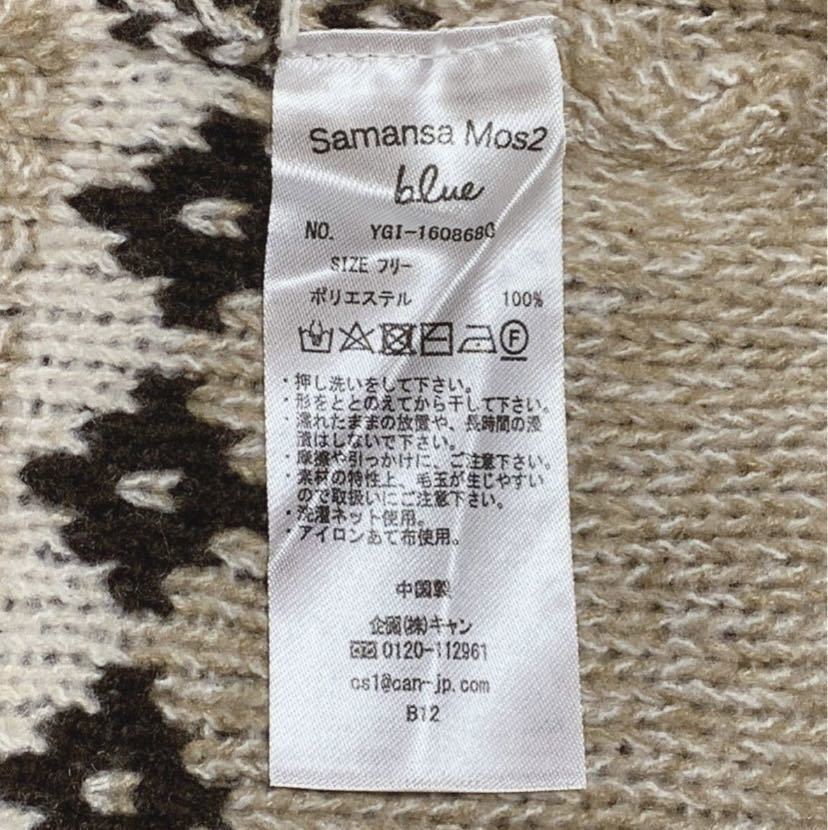 Samansa Mos2
blue
NO. YGI-160868C
SIZE フリー
ポリエステル 100%
F
・押し洗いをして下さい。
・形をととのえてから干して下さい。
・濡れたままの放置や、長時間の浸
漬はしないで下さい。
・摩擦や引っかけに、ご注意下さい。
・素材の特性上、毛玉が生じやすい
ので取扱いにご注意下さい。
・洗濯ネット使用。
・アイロンあて布使用。
中国製
企画(株)キャン
0120-112961
cs1@can-jp.com
B12